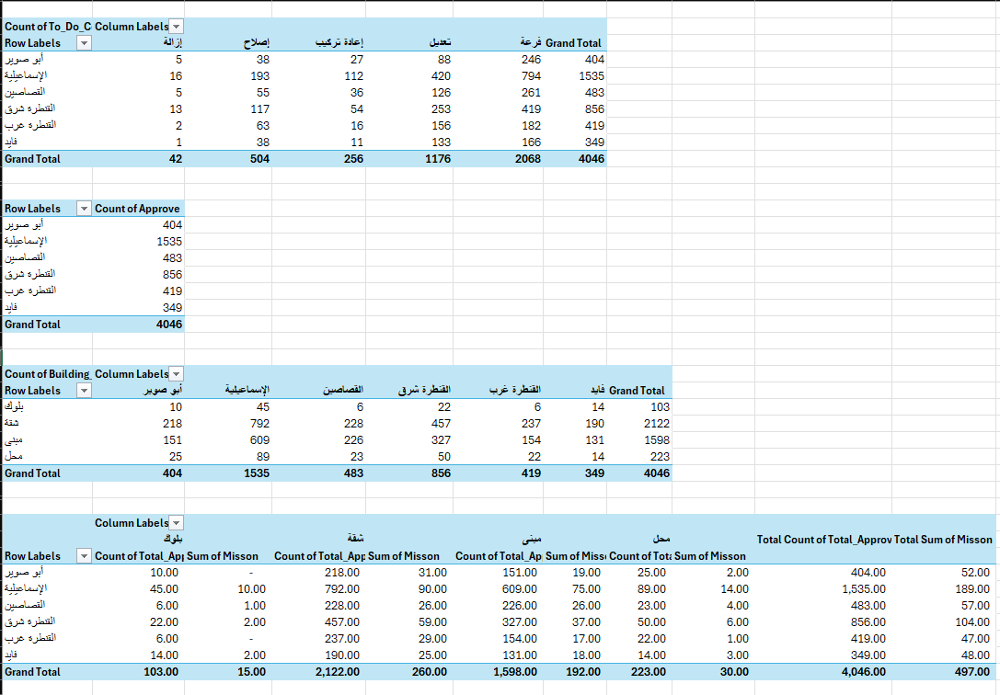 Count of To_Do_C Column Labels
Row Labels إزالة إصلاح إعادة تركيب تعديل فرعة Grand Total
أبو صوير 5 38 27 88 246 404
الإسماعيلية 16 193 112 420 794 1535
القصاصين 5 55 36 126 261 483
القنطرة شرق 13 117 54 253 419 856
القنطرة غرب 2 63 16 156 182 419
فايد 1 38 11 133 166 349
Grand Total 42 504 256 1176 2068 4046
Row Labels Count of Approve
أبو صوير 404
الإسماعيلية 1535
القصاصين 483
القنطرة شرق 856
القنطرة غرب 419
فايد 349
Grand Total 4046
Count of Building_ Column Labels
Row Labels أبو صوير الإسماعيلية القصاصين القنطرة شرق القنطرة غرب فايد Grand Total
بلوك 10 45 6 22 6 14 103
شقة 218 792 228 457 237 190 2122
مبنى 151 609 226 327 154 131 1598
محل 25 89 23 50 22 14 223
Grand Total 404 1535 483 856 419 349 4046
Column Labels
بلوك شقة مبنى محل Total Count of Total_Approv Total Sum of Misson
Row Labels Count of Total_App Sum of Misson Count of Total_App Sum of Misson Count of Total_Ap Sum of Miss Count of Tota Sum of Misson
أبو صوير 10.00 - 218.00 31.00 151.00 19.00 25.00 2.00 404.00 52.00
الإسماعيلية 45.00 10.00 792.00 90.00 609.00 75.00 89.00 14.00 1,535.00 189.00
القصاصين 6.00 1.00 228.00 26.00 226.00 26.00 23.00 4.00 483.00 57.00
القنطرة شرق 22.00 2.00 457.00 59.00 327.00 37.00 50.00 6.00 856.00 104.00
القنطرة غرب 6.00 - 237.00 29.00 154.00 17.00 22.00 1.00 419.00 47.00
فايد 14.00 2.00 190.00 25.00 131.00 18.00 14.00 3.00 349.00 48.00
Grand Total 103.00 15.00 2,122.00 260.00 1,598.00 192.00 223.00 30.00 4,046.00 497.00